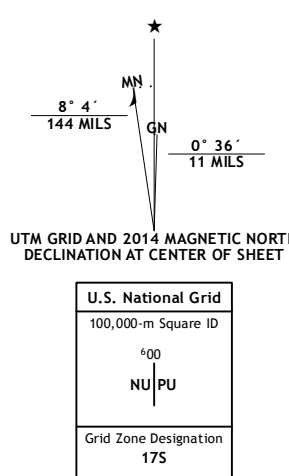 ★
MN
8° 4´
144 MILS
GN
0° 36´
11 MILS
UTM GRID AND 2014 MAGNETIC NORTH
DECLINATION AT CENTER OF SHEET
U.S. National Grid
100,000-m Square ID
⁶00
NU PU
Grid Zone Designation
17S